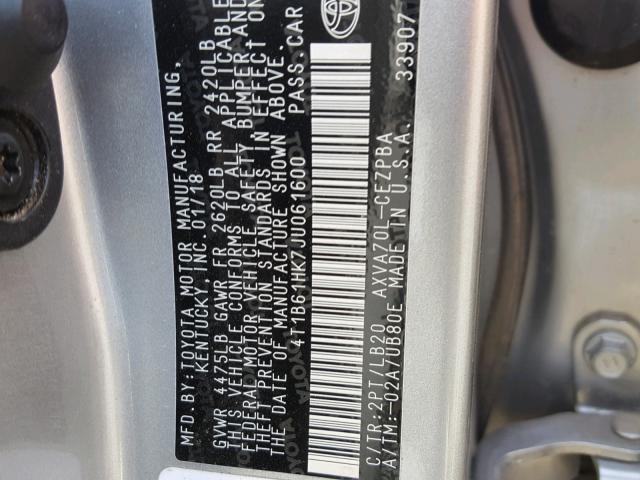 MFD.BY: TOYOTA MOTOR MANUFACTURING,
KENTUCKY, INC. 01/18
GVWR 4475LB GAWR FR 2620LB RR 2420LB
THIS VEHICLE CONFORMS TO ALL APPLICABLE
FEDERAL MOTOR VEHICLE SAFETY BUMPER AND
THEFT PREVENTION STANDARDS IN EFFECT ON
THE DATE OF MANUFACTURE SHOWN ABOVE.
4T1B61HK7JU061600 PASS.CAR
C/TR:2PT/LB20 AXVA70L-CEZPBA
A/TM:-02A/UB80E MADE IN U.S.A. 33907